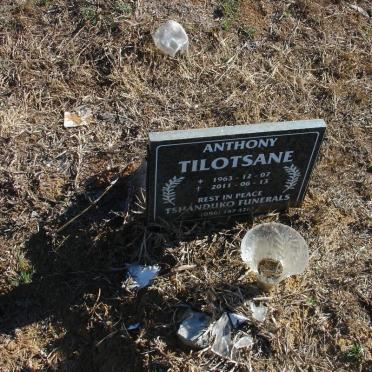 ANTHONY
TILOTSANE
1963 - 12 - 07
2011 - 06 - 13
REST IN PEACE
TSHANDUKO FUNERALS